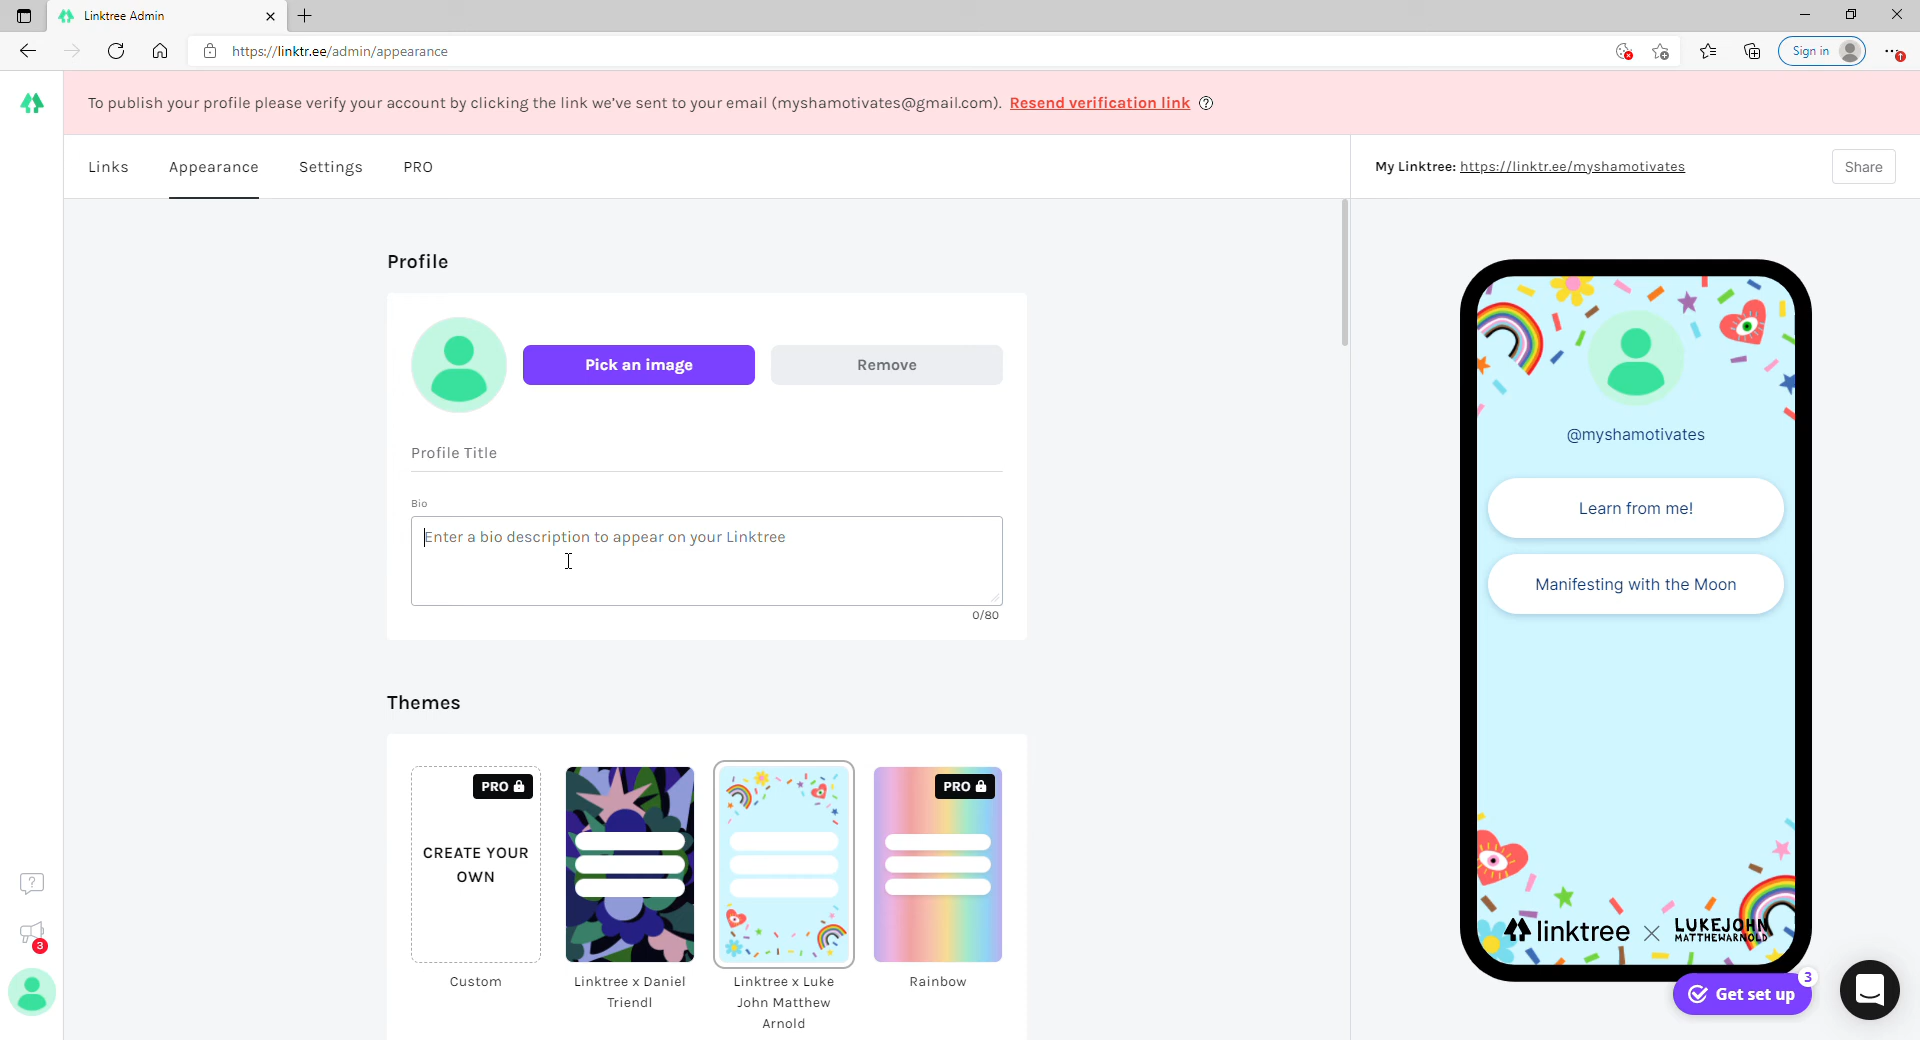 Linktree Admin
https://linktr.ee/admin/appearance
Sign in
To publish your profile please verify your account by clicking the link we've sent to your email (myshamotivates@gmail.com). Resend verification link
Links Appearance Settings PRO
My Linktree: https://linktr.ee/myshamotivates
Share
Profile
Pick an image
Remove
Profile Title
Bio
Enter a bio description to appear on your Linktree
0/80
Themes
PRO
CREATE YOUR
OWN
Custom
Linktree x Daniel
Triendl
Linktree x Luke
John Matthew
Arnold
PRO
Rainbow
@myshamotivates
Learn from me!
Manifesting with the Moon
linktree × LUKEJOHN
MATTHEWARNOLD
Get set up
3
3